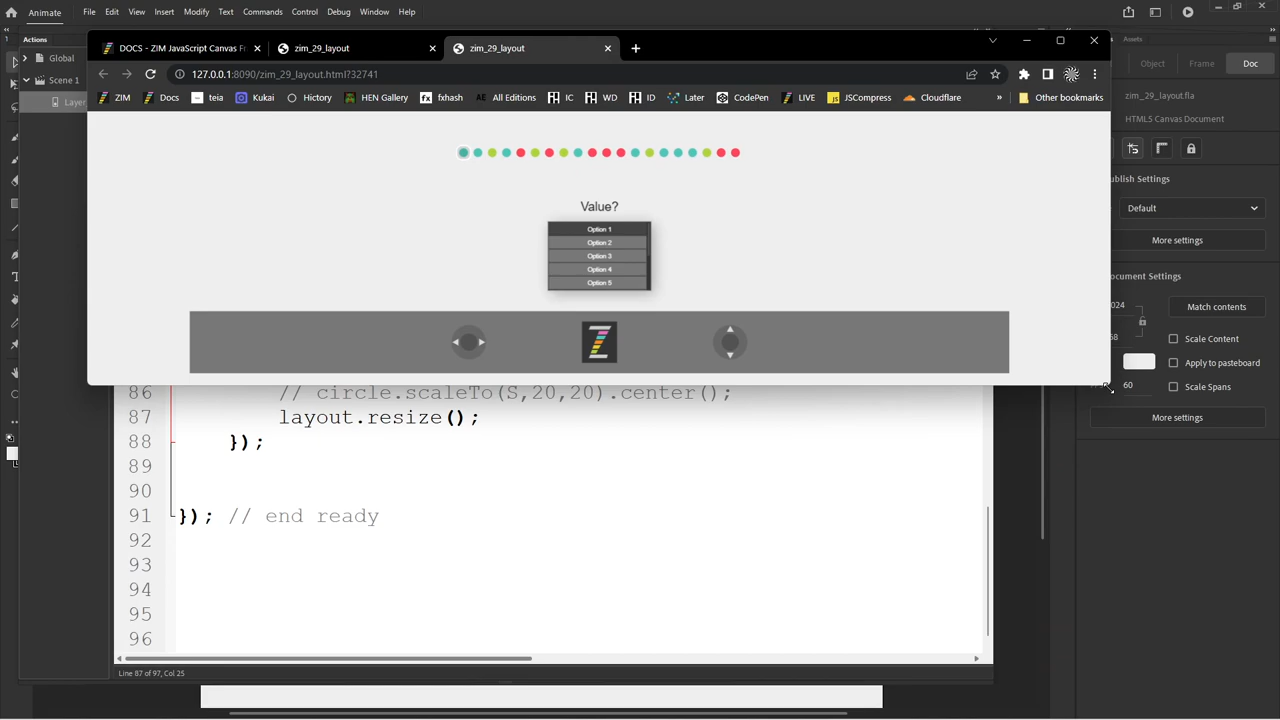 Animate File Edit View Insert Modify Text Commands Control Debug Window Help
Actions
Assets
Global
Scene 1
Layer
DOCS - ZIM JavaScript Canvas F
zim_29_layout
zim_29_layout
127.0.0.1:8090/zim_29_layout.html?32741
ZIM Docs teia Kukai Hictory HEN Gallery fxhash AE All Editions IC WD ID Later CodePen LIVE JSCompress Cloudflare » Other bookmarks
Value?
Option 1
Option 2
Option 3
Option 4
Option 5
Object Frame Doc
zim_29_layout.fla
HTML5 Canvas Document
ublish Settings
Default
More settings
ocument Settings
024
Match contents
68
Scale Content
Apply to pasteboard
60
Scale Spans
More settings
86 // circle.scaleTo(S,20,20).center();
87 layout.resize();
88 });
89
90
91 }); // end ready
92
93
94
95
96
Line 87 of 97, Col 25